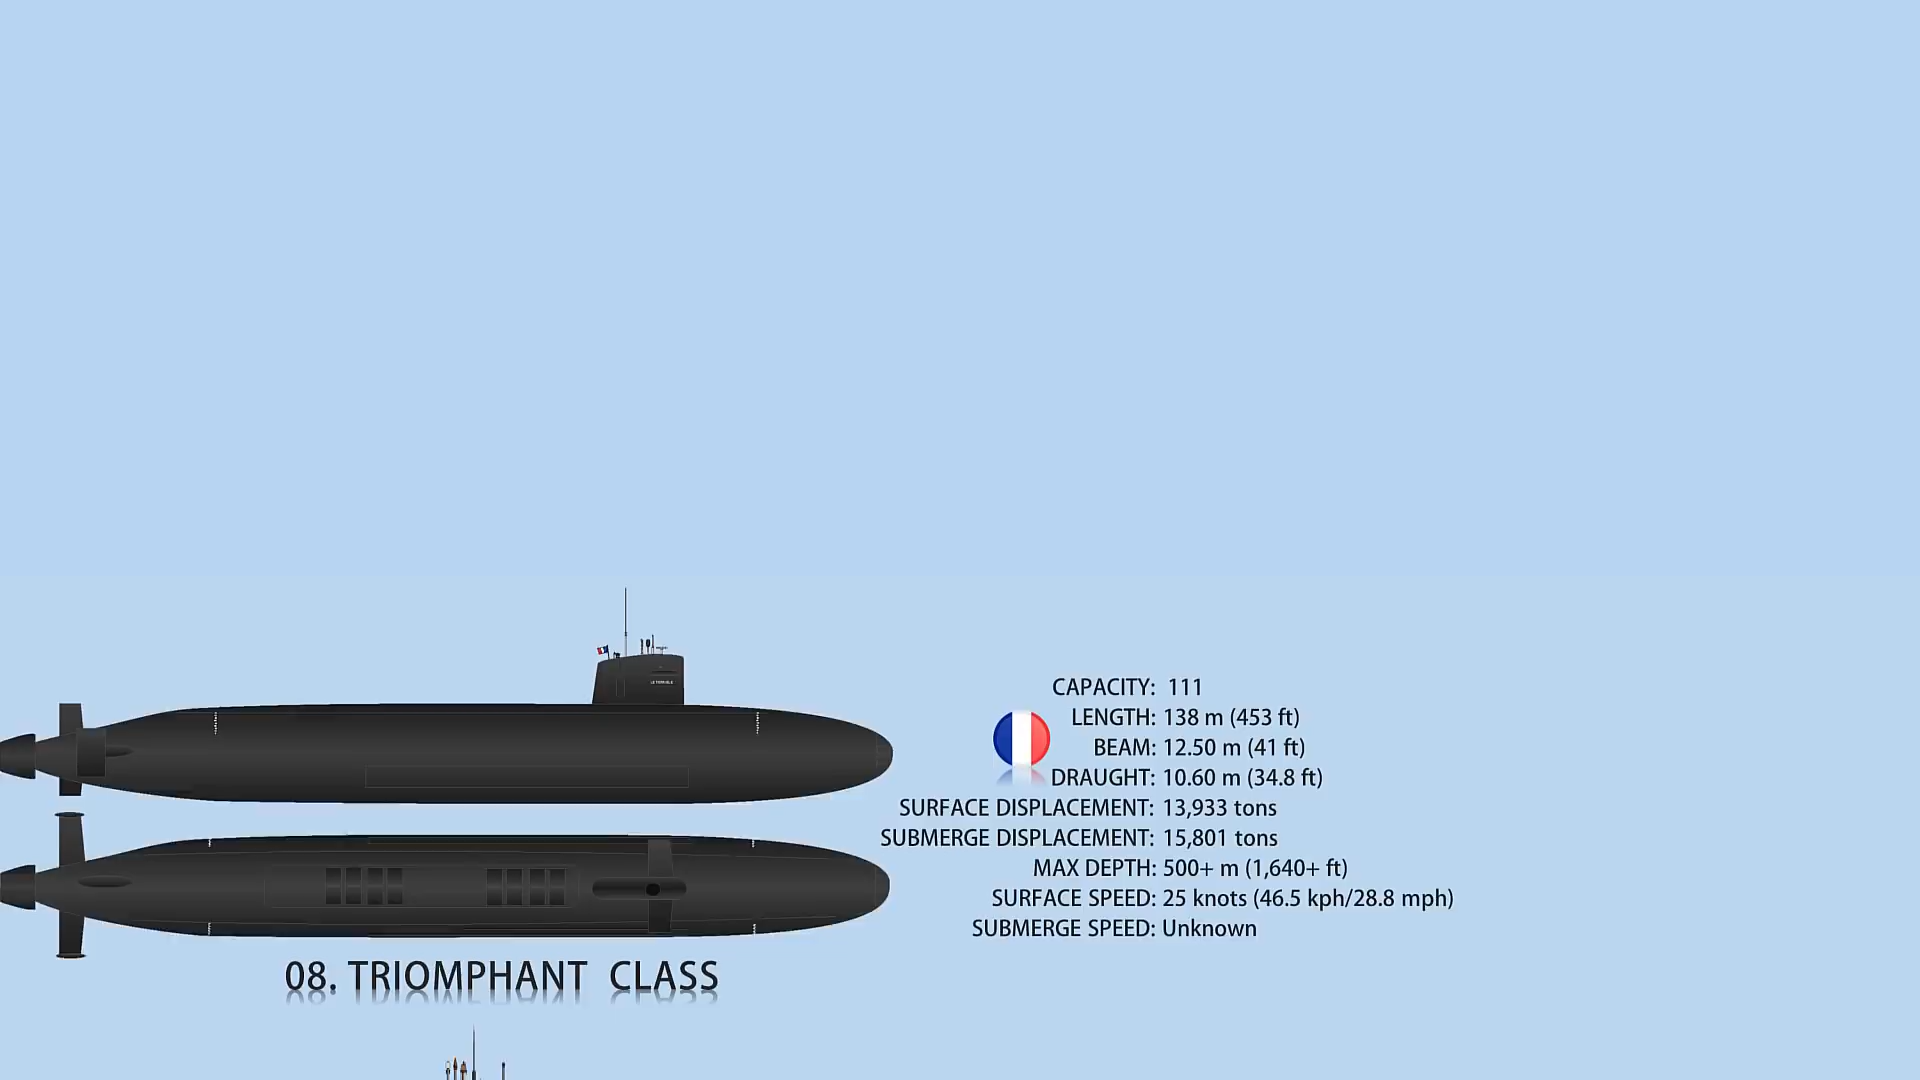 CAPACITY: 111
LENGTH: 138 m (453 ft)
BEAM: 12.50 m (41 ft)
DRAUGHT: 10.60 m (34.8 ft)
SURFACE DISPLACEMENT: 13,933 tons
SUBMERGE DISPLACEMENT: 15,801 tons
MAX DEPTH: 500+ m (1,640+ ft)
SURFACE SPEED: 25 knots (46.5 kph/28.8 mph)
SUBMERGE SPEED: Unknown
08. TRIOMPHANT CLASS